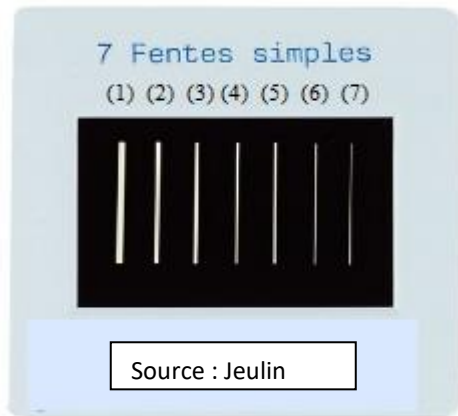 7 Fentes simples
(1) (2) (3) (4) (5) (6) (7)
Source : Jeulin